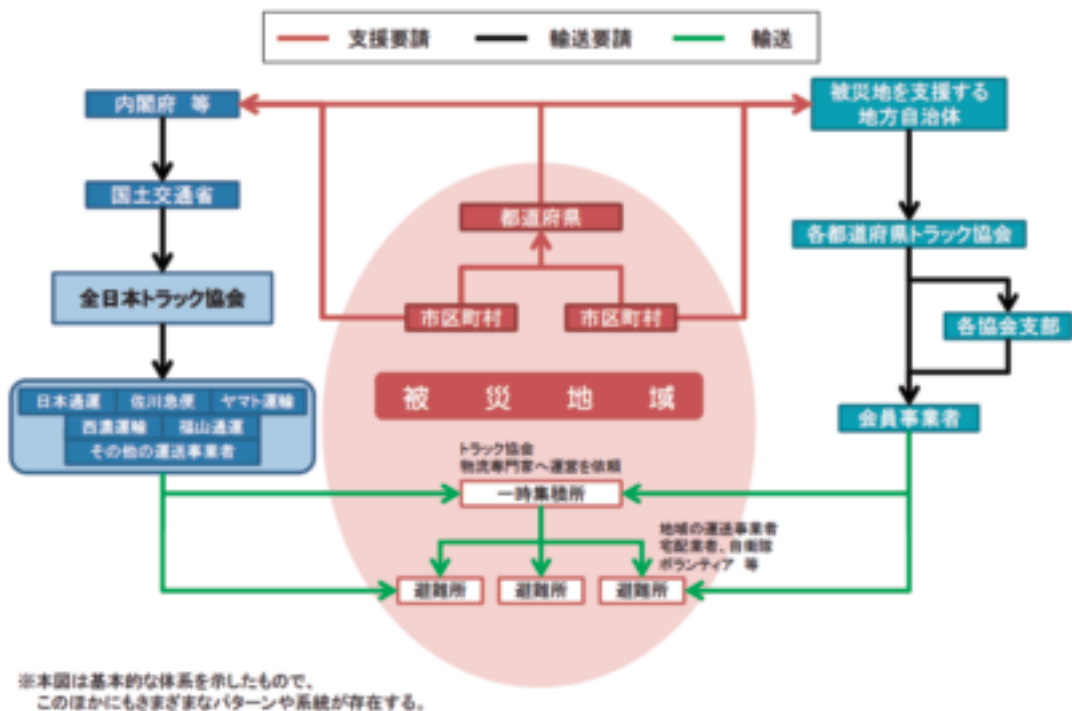 支援要請 輸送要請 輸送
内閣府 等
被災地を支援する
地方自治体
国土交通省
都道府県
各都道府県トラック協会
全日本トラック協会
市区町村 市区町村
各協会支部
日本通運 佐川急便 ヤマト運輸
西濃運輸 福山通運
その他の運送事業者
被災地域
会員事業者
トラック協会
物流専門家へ運営を依頼
一時集積所
地域の運送事業者
宅配業者、自衛隊
ボランティア 等
避難所 避難所 避難所
※本図は基本的な体系を示したもので、
このほかにもさまざまなパターンや系統が存在する。